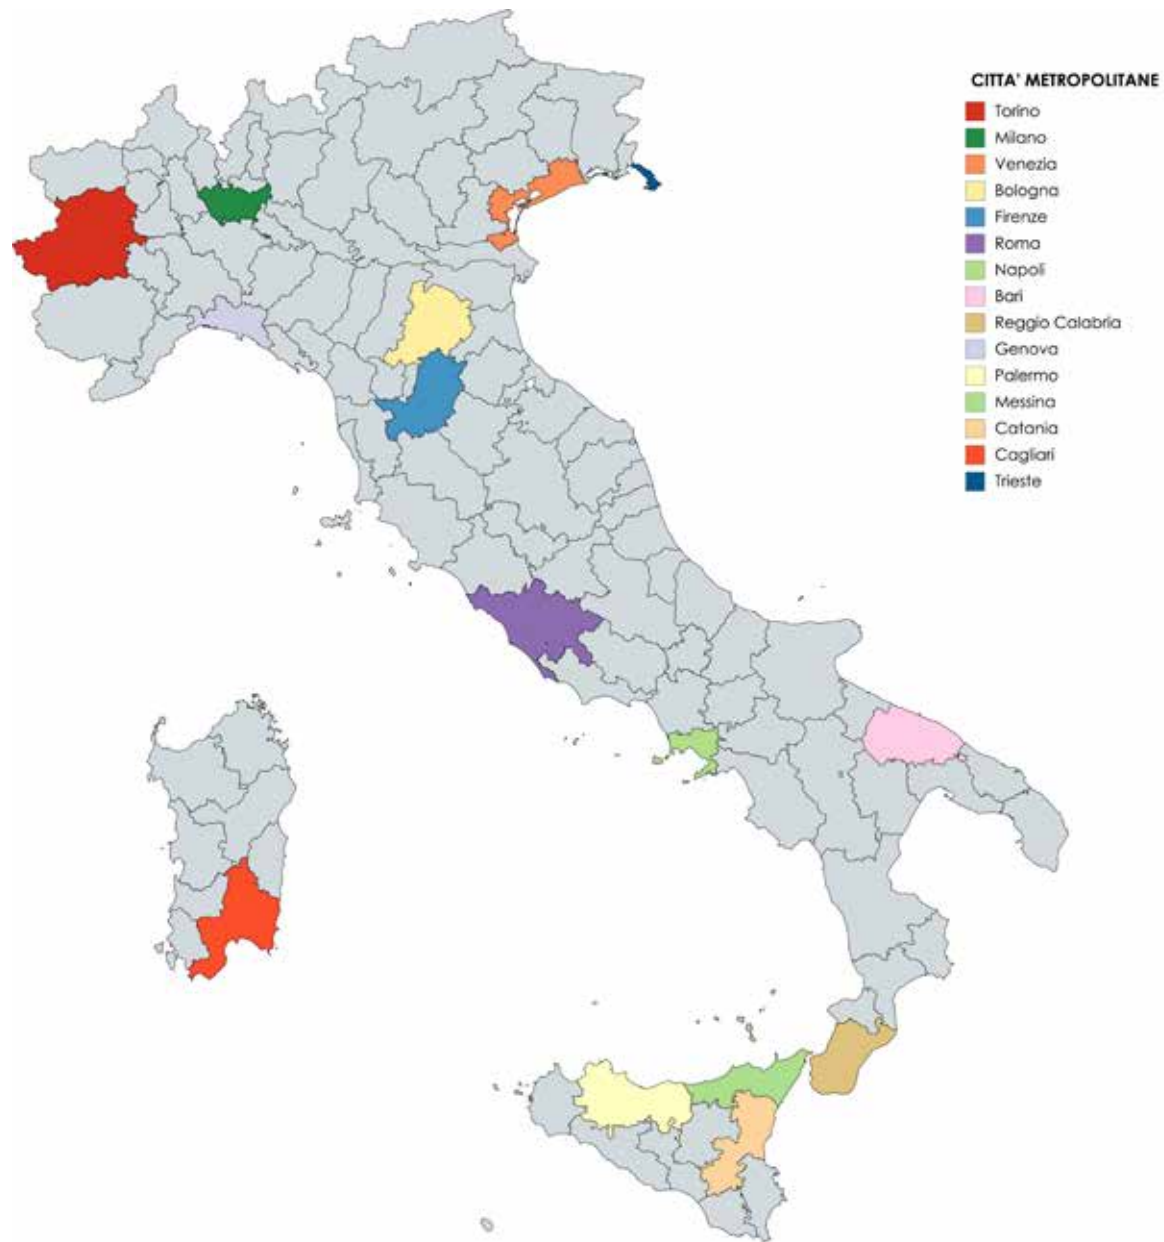 CITTA' METROPOLITANE
Torino
Milano
Venezia
Bologna
Firenze
Roma
Napoli
Bari
Reggio Calabria
Genova
Palermo
Messina
Catania
Cagliari
Trieste